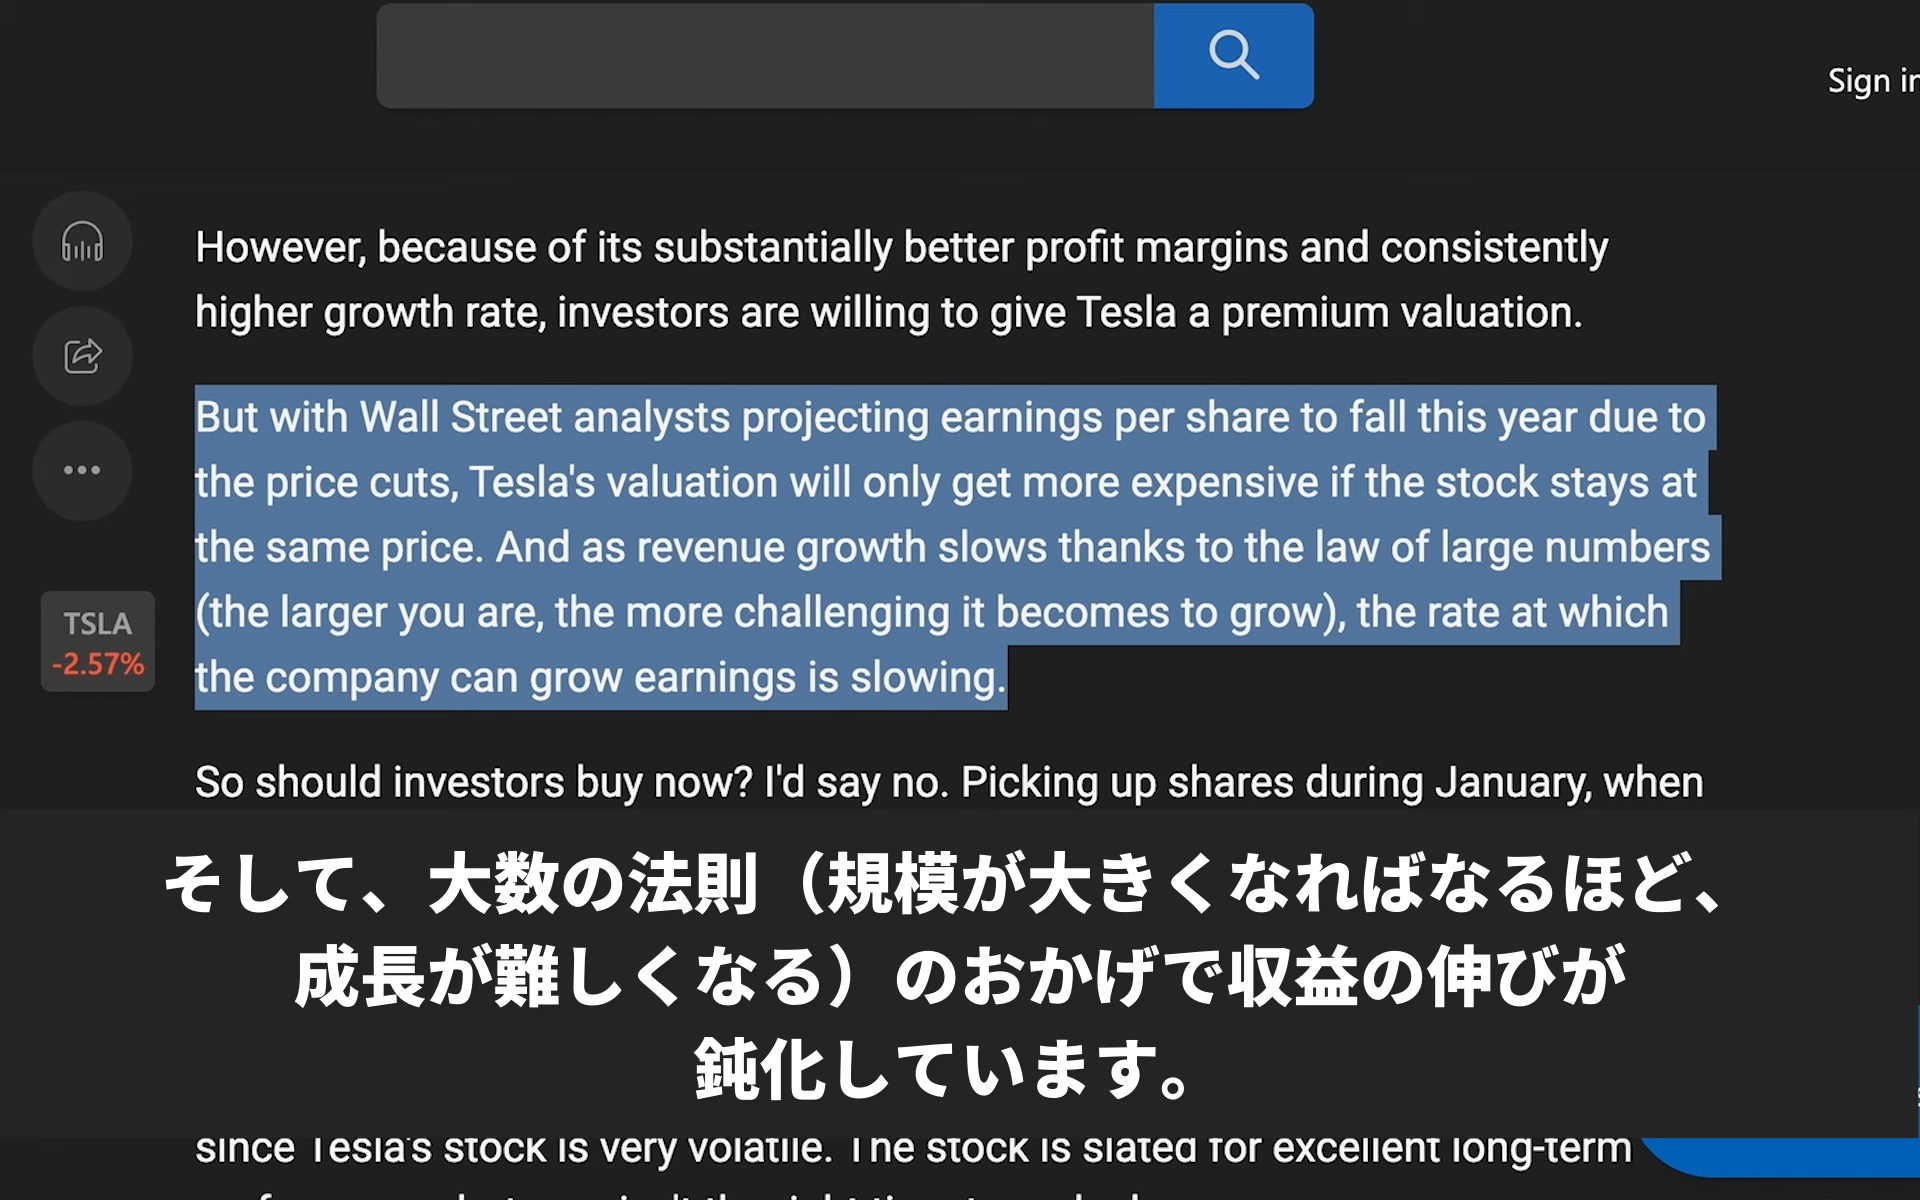 Sign in
However, because of its substantially better profit margins and consistently
higher growth rate, investors are willing to give Tesla a premium valuation.
But with Wall Street analysts projecting earnings per share to fall this year due to
the price cuts, Tesla's valuation will only get more expensive if the stock stays at
the same price. And as revenue growth slows thanks to the law of large numbers
(the larger you are, the more challenging it becomes to grow), the rate at which
the company can grow earnings is slowing.
TSLA
-2.57%
So should investors buy now? I'd say no. Picking up shares during January, when
そして、大数の法則（規模が大きくなればなるほど、
成長が難しくなる）のおかげで収益の伸びが
鈍化しています。
since Tesla's stock is very volatile. The stock is slated for excellent long-term